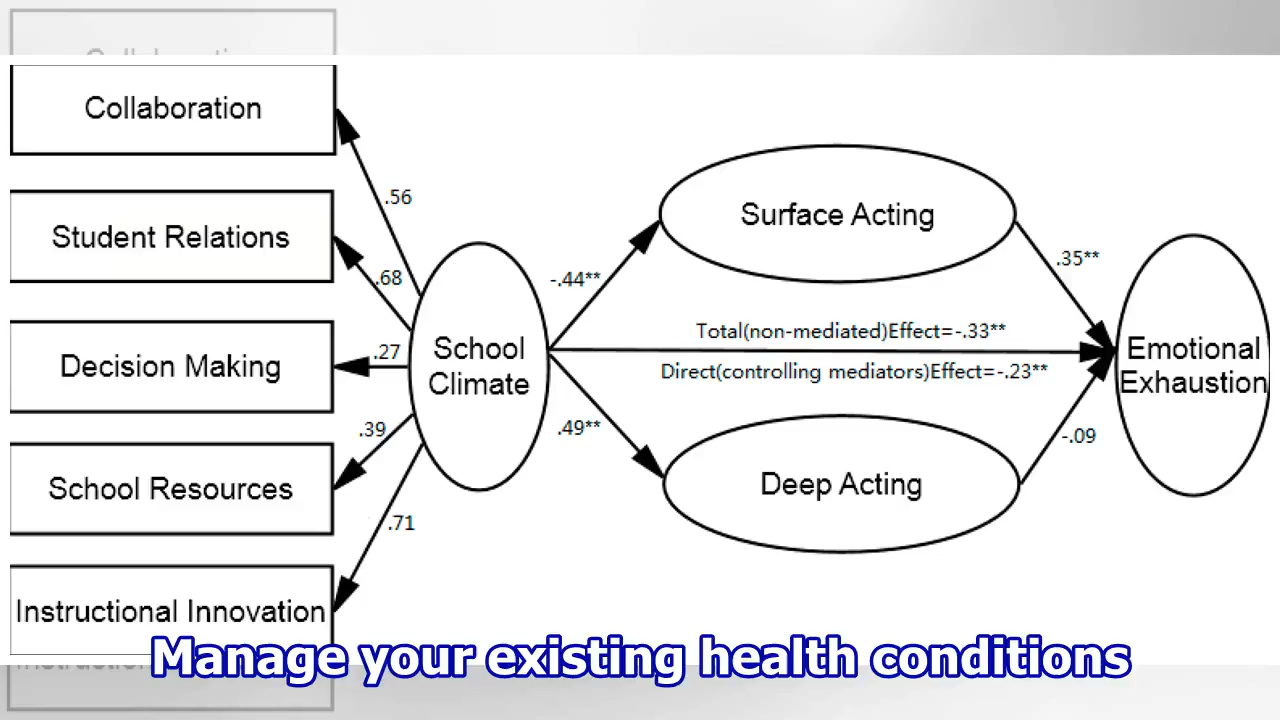 Collaboration
Student Relations
Decision Making
School Resources
Instructional Innovation
.56
.68
.27
.39
.71
School
Climate
-.44**
.49**
Surface Acting
Total(non-mediated)Effect=-.33**
Direct(controlling mediators)Effect=-.23**
Deep Acting
.35**
-.09
Emotional
Exhaustion
Manage your existing health conditions